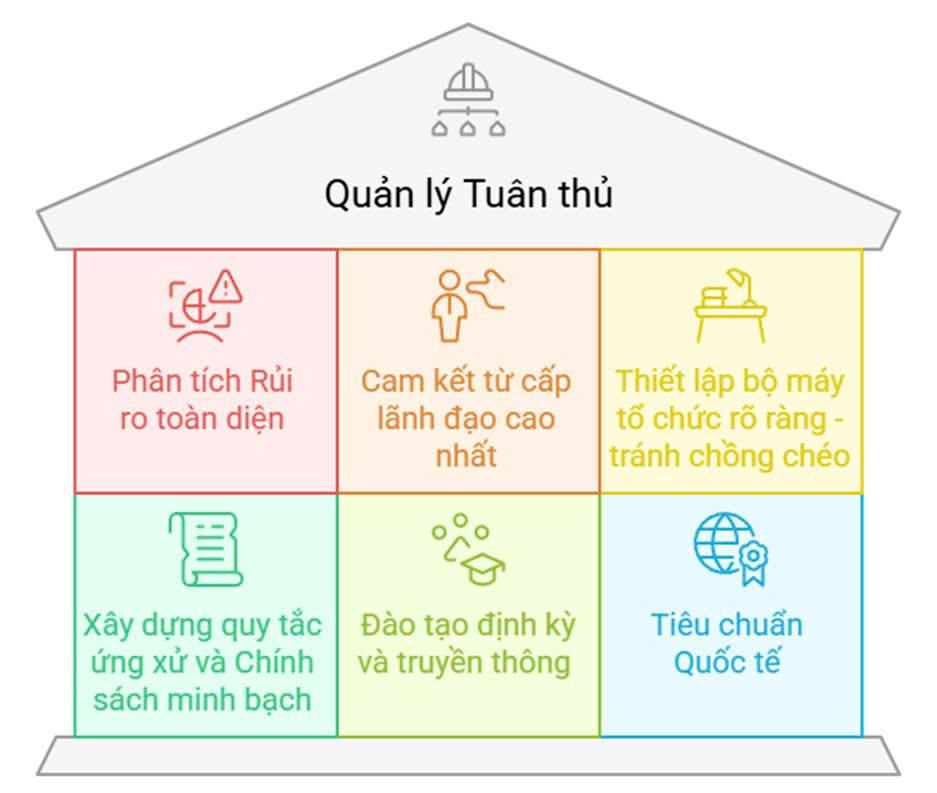 Quản lý Tuân thủ
Phân tích Rủi
ro toàn diện
Cam kết từ cấp
lãnh đạo cao
nhất
Thiết lập bộ máy
tổ chức rõ ràng -
tránh chồng chéo
Xây dựng quy tắc
ứng xử và Chính
sách minh bạch
Đào tạo định kỳ
và truyền thông
Tiêu chuẩn
Quốc tế